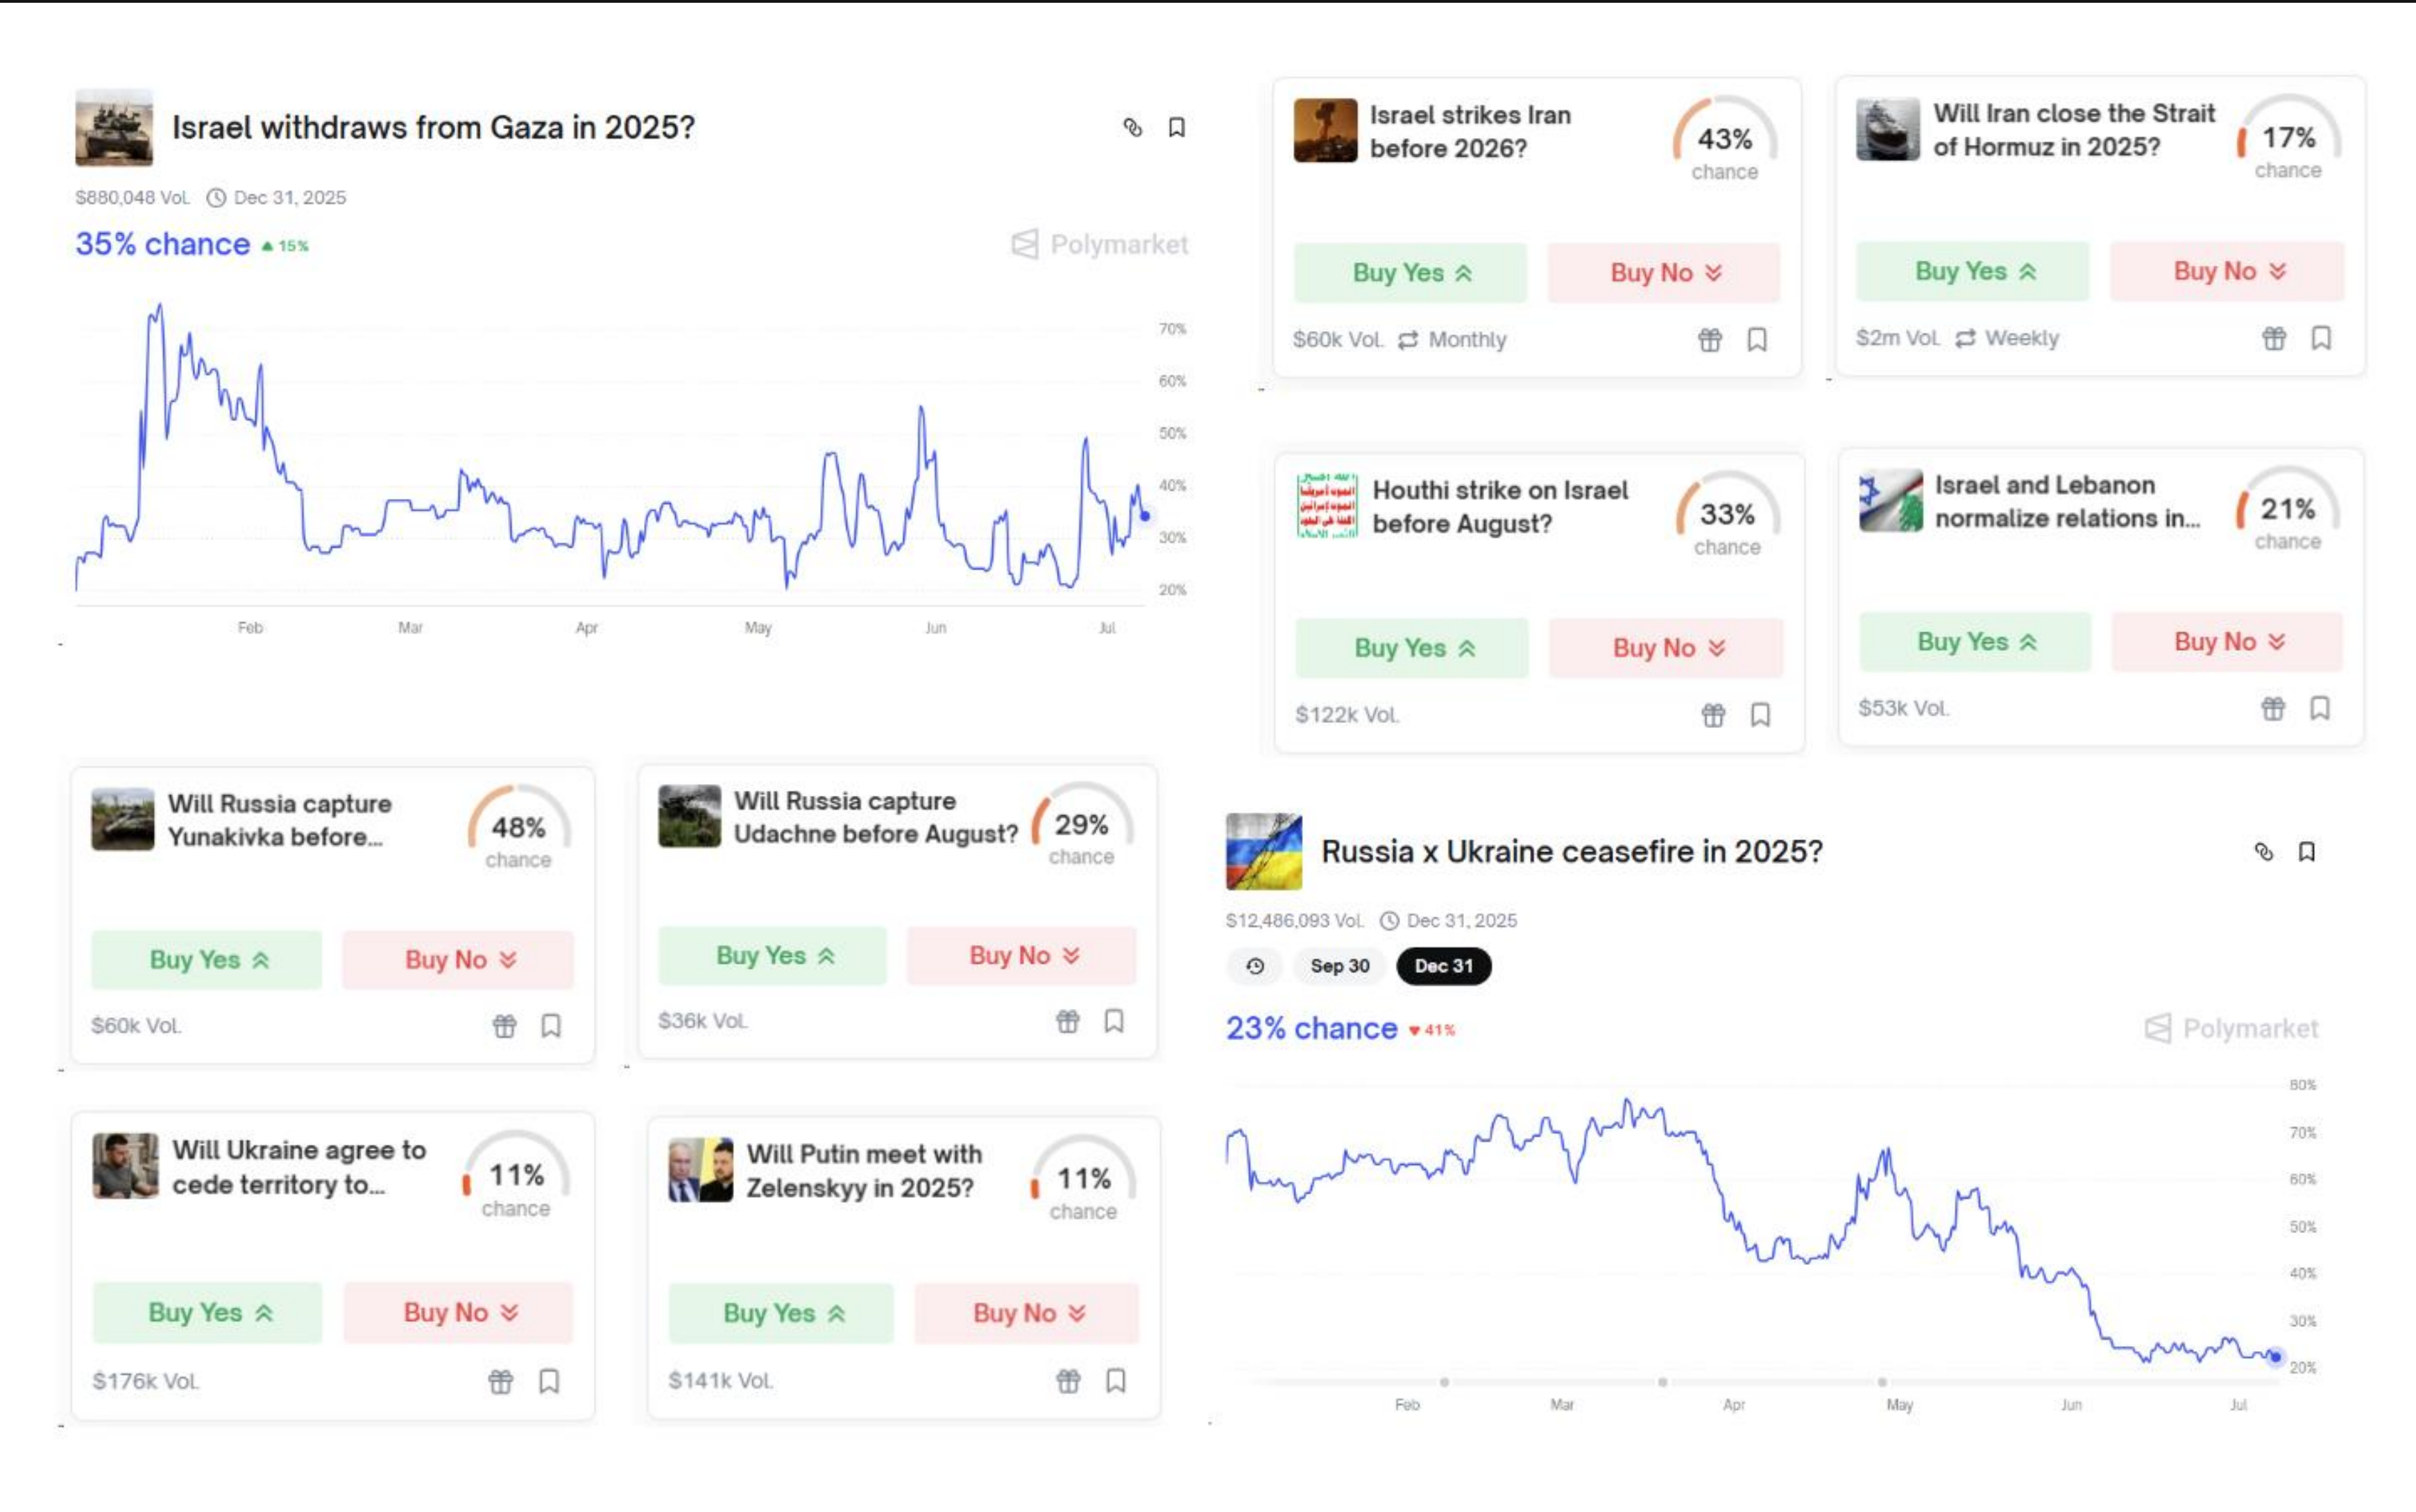 Israel withdraws from Gaza in 2025?
$880,048 Vol. Dec 31, 2025
35% chance 15%
Polymarket
70%
60%
50%
40%
30%
20%
Feb Mar Apr May Jun Jul
Israel strikes Iran
before 2026?
43%
chance
Buy Yes Buy No
$60k Vol. Monthly
Will Iran close the Strait
of Hormuz in 2025?
17%
chance
Buy Yes Buy No
$2m Vol. Weekly
Houthi strike on Israel
before August?
33%
chance
Buy Yes Buy No
$122k Vol.
Israel and Lebanon
normalize relations in...
21%
chance
Buy Yes Buy No
$53k Vol.
Will Russia capture
Yunakivka before...
48%
chance
Buy Yes Buy No
$60k Vol.
Will Russia capture
Udachne before August?
29%
chance
Buy Yes Buy No
$36k Vol.
Will Ukraine agree to
cede territory to...
11%
chance
Buy Yes Buy No
$176k Vol.
Will Putin meet with
Zelenskyy in 2025?
11%
chance
Buy Yes Buy No
$141k Vol.
Russia x Ukraine ceasefire in 2025?
$12,486,093 Vol. Dec 31, 2025
Sep 30 Dec 31
23% chance 41%
Polymarket
80%
70%
60%
50%
40%
30%
20%
Feb Mar Apr May Jun Jul